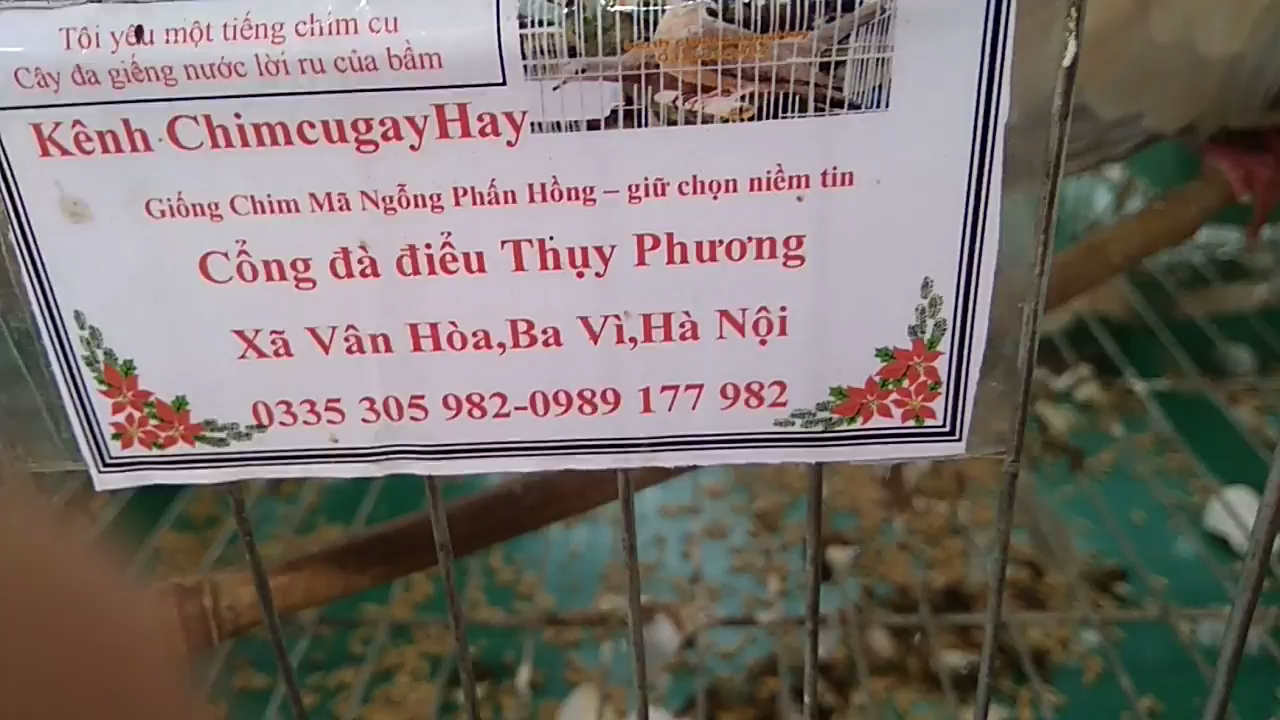 Tôi yêu một tiếng chim cu
Cây đa giếng nước lời ru của bầm
Kênh ChimcugayHay
Giống Chim Mã Ngỗng Phấn Hồng – giữ chọn niềm tin
Cổng đà điểu Thụy Phương
Xã Vân Hòa,Ba Vì,Hà Nội
0335 305 982-0989 177 982